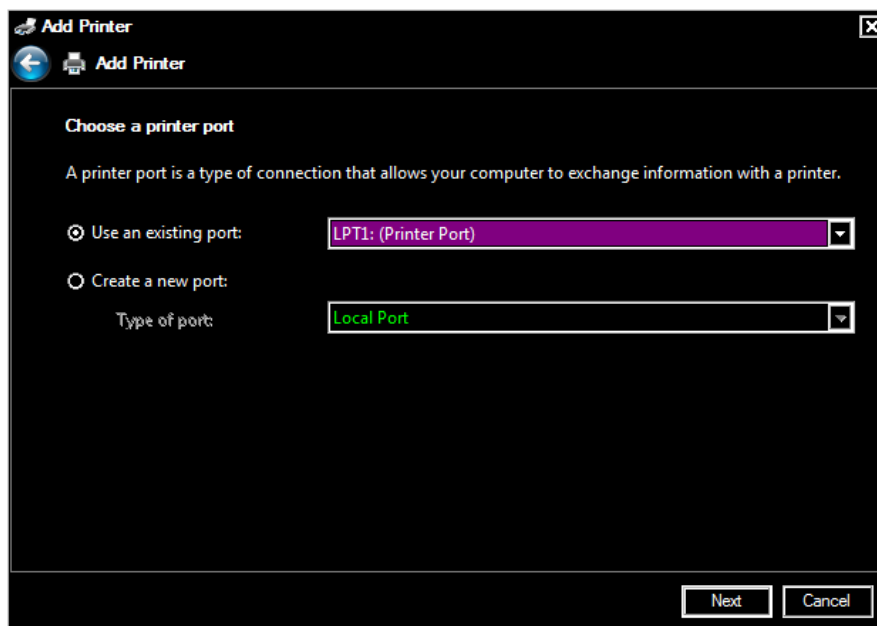 Add Printer
Add Printer
Choose a printer port
A printer port is a type of connection that allows your computer to exchange information with a printer.
Use an existing port: LPT1: (Printer Port)
Create a new port:
Type of port: Local Port
Next Cancel